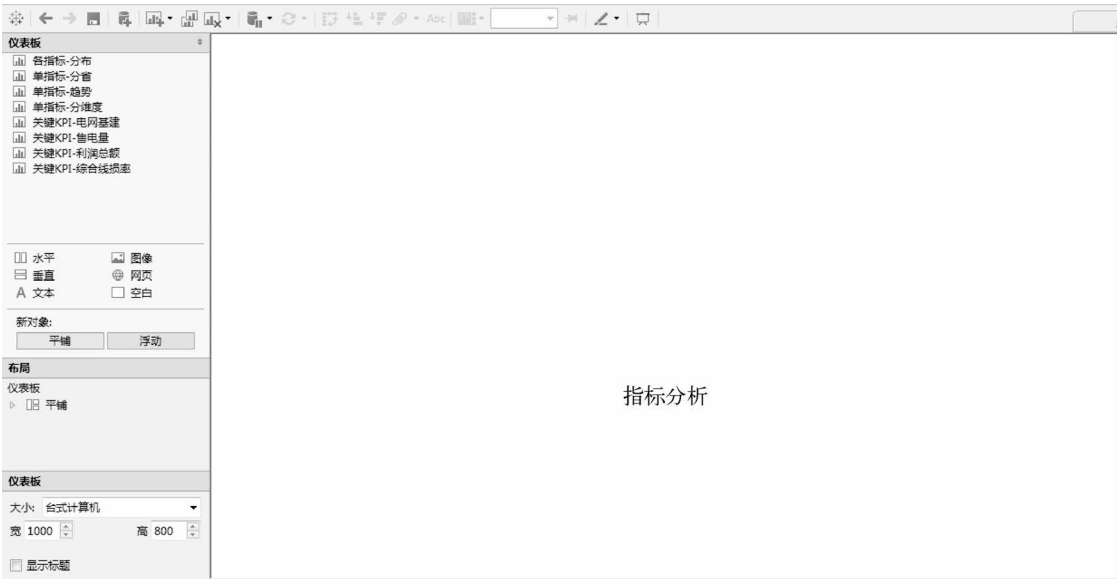 Abc
仪表板
各指标-分布
单指标-分省
单指标-趋势
单指标-分维度
关键KPI-电网基建
关键KPI-售电量
关键KPI-利润总额
关键KPI-综合线损率
水平 图像
垂直 网页
A 文本 空白
新对象:
平铺 浮动
布局
仪表板
平铺
指标分析
仪表板
大小: 台式计算机
宽 1000 高 800
显示标题